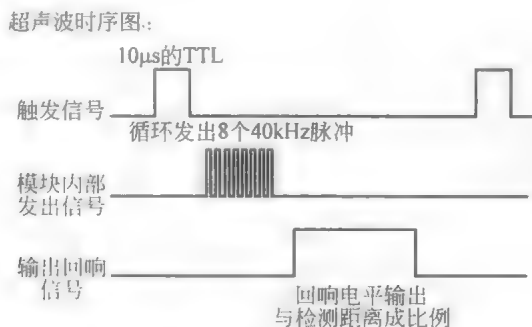 超声波时序图:
10μs的TTL
触发信号
循环发出8个40kHz脉冲
模块内部
发出信号
输出回响
信号
回响电平输出
与检测距离成比例